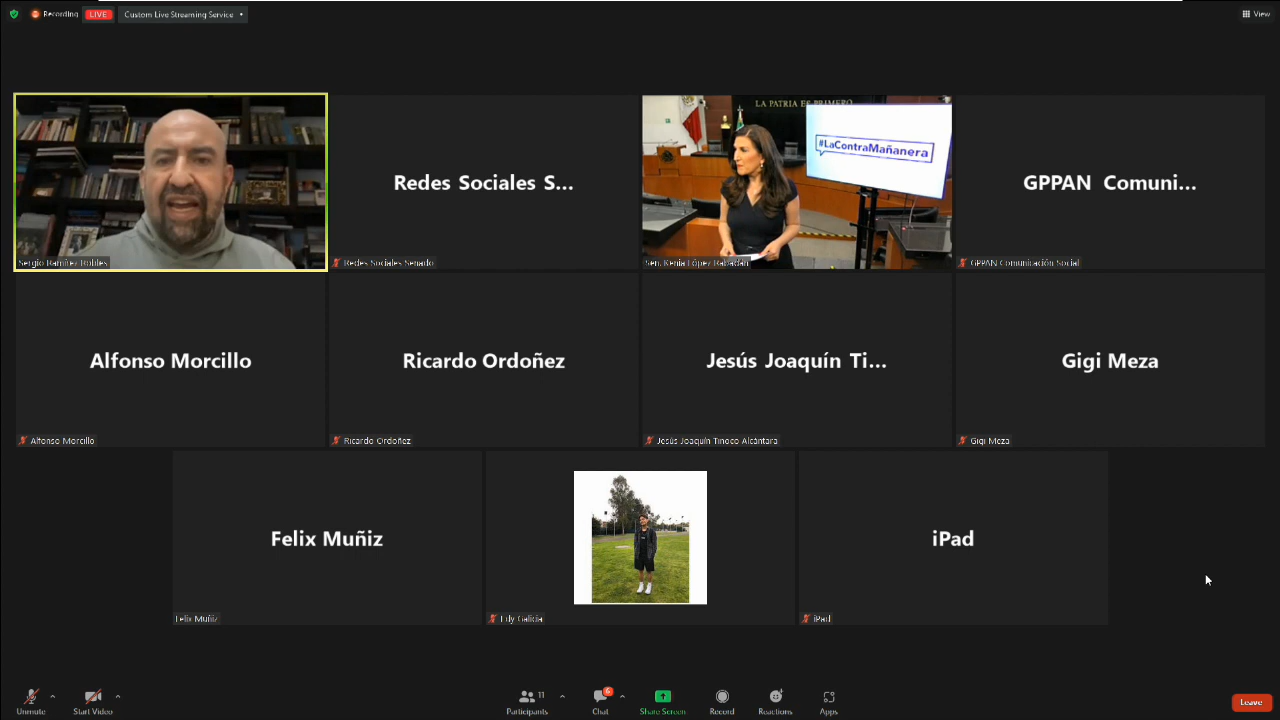 Recording
LIVE
Custom Live Streaming Service
View
LA PATRIA ES PRIMERO
#LaContraMañanera
Redes Sociales S...
GPPAN Comuni...
Sergio Ramírez Robles
Redes Sociales Senado
Sen. Kenia López Rabadán
GPPAN Comunicación Social
Alfonso Morcillo
Ricardo Ordoñez
Jesús Joaquín Ti...
Gigi Meza
Alfonso Morcillo
Ricardo Ordoñez
Jesús Joaquín Tinoco Alcántara
Gigi Meza
Felix Muñiz
iPad
Felix Muñiz
Edy Galicia
iPad
11
6
Unmute
Start Video
Participants
Chat
Share Screen
Record
Reactions
Apps
Leave